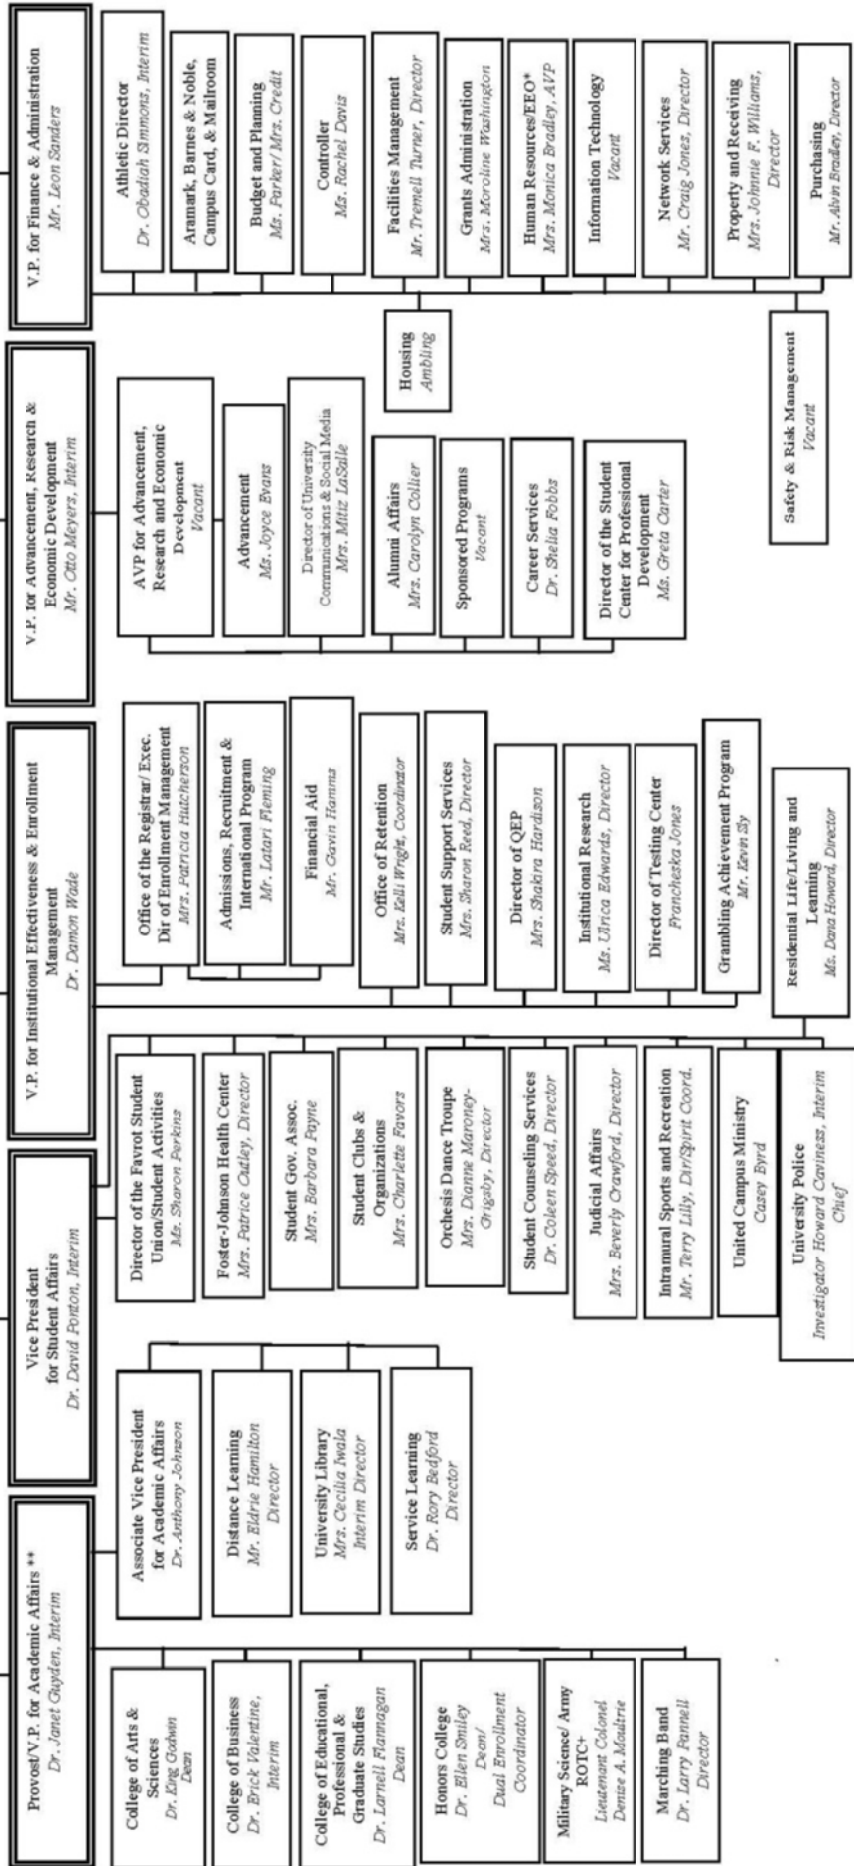 Provost/V.P. for Academic Affairs **
Dr. Janet Guyden, Interim
College of Arts &
Sciences
Dr. King Godwin
Dean
College of Business
Dr. Erick Valentine,
Interim
College of Educational,
Professional &
Graduate Studies
Dr. Larnell Flannagan
Dean
Honors College
Dr. Ellen Smiley
Dean/
Dual Enrollment
Coordinator
Military Science/ Army
ROTC+
Lieutenant Colonel
Denise A. Moultrie
Marching Band
Dr. Larry Pannell
Director
Associate Vice President
for Academic Affairs
Dr. Anthony Johnson
Distance Learning
Mr. Eldrie Hamilton
Director
University Library
Mrs. Cecilia Iwala
Interim Director
Service Learning
Dr. Rory Bedford
Director
Vice President
for Student Affairs
Dr. David Ponton, Interim
Director of the Favrot Student
Union/Student Activities
Ms. Sharon Perkins
Foster-Johnson Health Center
Mrs. Patrice Outley, Director
Student Gov. Assoc.
Mrs. Barbara Payne
Student Clubs &
Organizations
Mrs. Charlette Favors
Orchesis Dance Troupe
Mrs. Dianne Maroney-
Grigsby, Director
Student Counseling Services
Dr. Coleen Speed, Director
Judicial Affairs
Mrs. Beverly Crawford, Director
Intramural Sports and Recreation
Mr. Terry Lilly, Dir/Spirit Coord.
United Campus Ministry
Casey Byrd
University Police
Investigator Howard Caviness, Interim
Chief
Residential Life/Living and
Learning
Ms. Dana Howard, Director
V.P. for Institutional Effectiveness & Enrollment
Management
Dr. Damon Wade
Office of the Registrar/ Exec.
Dir of Enrollment Management
Mrs. Patricia Hutcherson
Admissions, Recruitment &
International Program
Mr. Latari Fleming
Financial Aid
Mr. Gavin Hamms
Office of Retention
Mrs. Kelli Wright, Coordinator
Student Support Services
Mrs. Sharon Reed, Director
Director of QEP
Mrs. Shakira Hardison
Institutional Research
Ms. Ulrica Edwards, Director
Director of Testing Center
Francheska Jones
Grambling Achievement Program
Mr. Kevin Sly
V.P. for Advancement, Research &
Economic Development
Mr. Otto Meyers, Interim
AVP for Advancement,
Research and Economic
Development
Vacant
Advancement
Ms. Joyce Evans
Director of University
Communications & Social Media
Mrs. Mitiz LaSalle
Alumni Affairs
Mrs. Carolyn Collier
Sponsored Programs
Vacant
Career Services
Dr. Shelia Fobbs
Director of the Student
Center for Professional
Development
Ms. Greta Carter
V.P. for Finance & Administration
Mr. Leon Sanders
Athletic Director
Dr. Obadiah Simmons, Interim
Aramark, Barnes & Noble,
Campus Card, & Mailroom
Budget and Planning
Ms. Parker/ Mrs. Credit
Controller
Ms. Rachel Davis
Facilities Management
Mr. Tremell Turner, Director
Housing
Ambling
Grants Administration
Mrs. Moroline Washington
Human Resources/EEO*
Mrs. Monica Bradley, AVP
Information Technology
Vacant
Network Services
Mr. Craig Jones, Director
Property and Receiving
Mrs. Johnnie F. Williams,
Director
Purchasing
Mr. Alvin Bradley, Director
Safety & Risk Management
Vacant